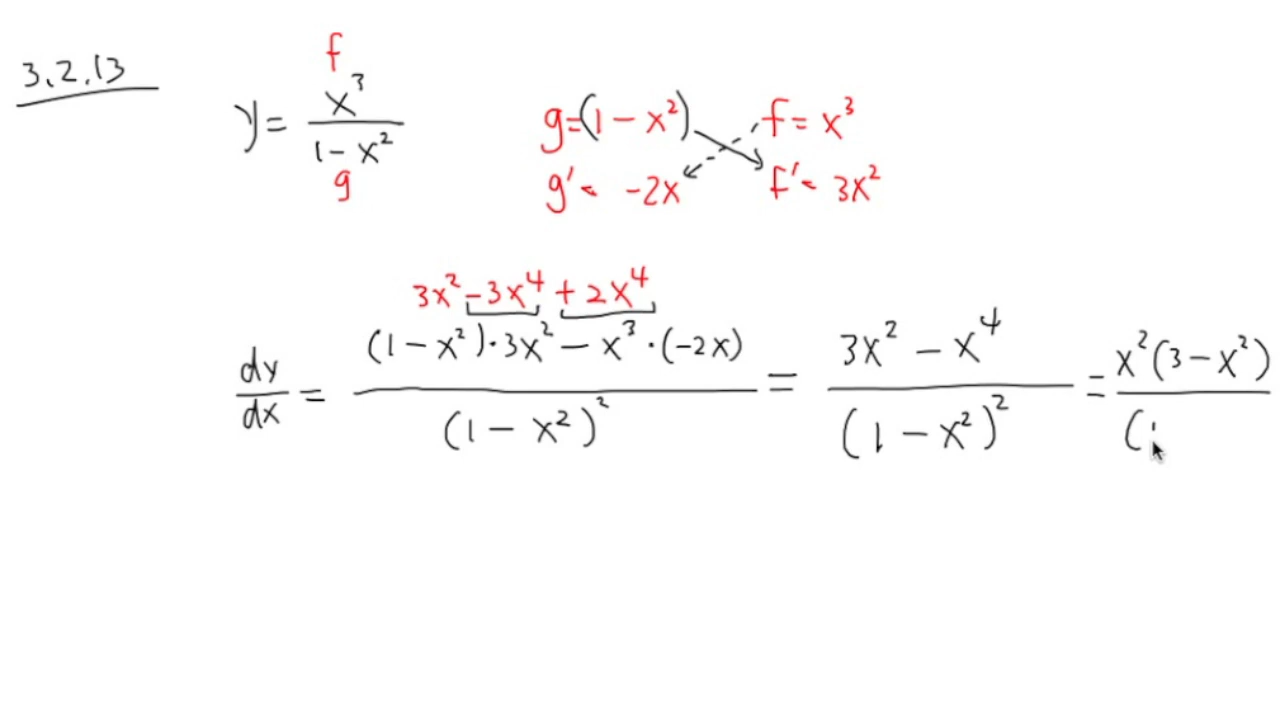 3.2.13
f
y = x³ / (1 - x²)
g
g = (1 - x²) f = x³
g' = -2x f' = 3x²
3x² - 3x⁴ + 2x⁴
dy/dx = ((1 - x²) · 3x² - x³ · (-2x)) / (1 - x²)² = (3x² - x⁴) / (1 - x²)² = x²(3 - x²) / (